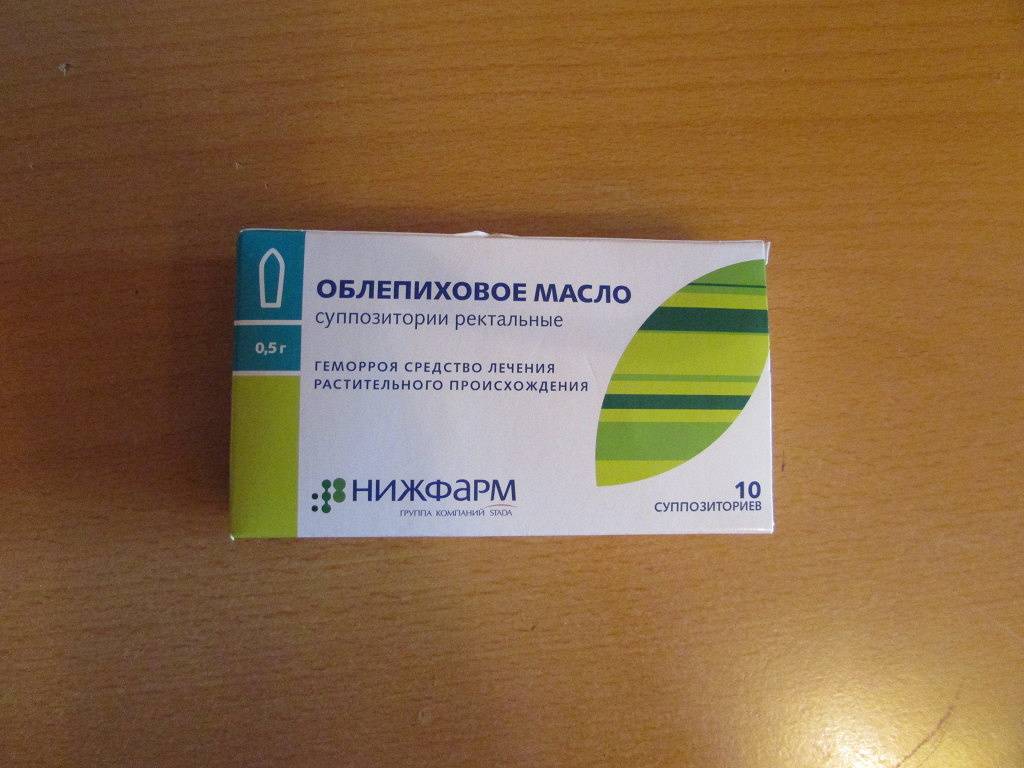 ОБЛЕПИХОВОЕ МАСЛО
суппозитории ректальные
0,5 г
ГЕМОРРОЯ СРЕДСТВО ЛЕЧЕНИЯ
РАСТИТЕЛЬНОГО ПРОИСХОЖДЕНИЯ
НИЖФАРМ
ГРУППА КОМПАНИЙ STADA
10
СУППОЗИТОРИЕВ